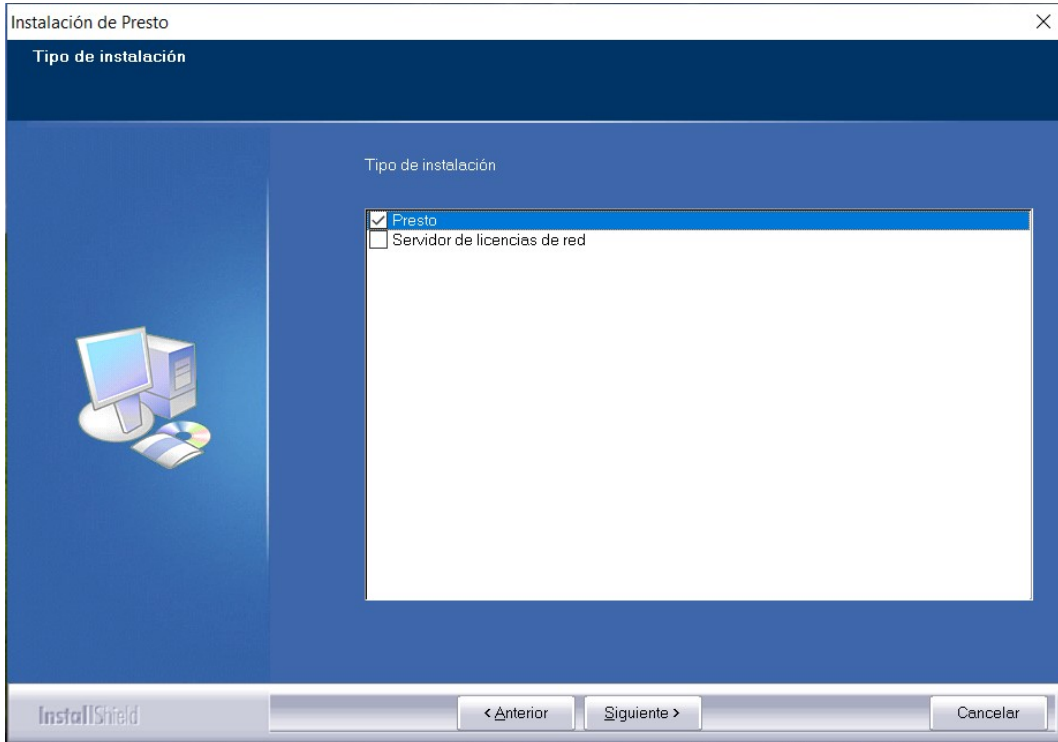 Instalación de Presto
Tipo de instalación
Tipo de instalación
Presto
Servidor de licencias de red
InstallShield
< Anterior
Siguiente >
Cancelar